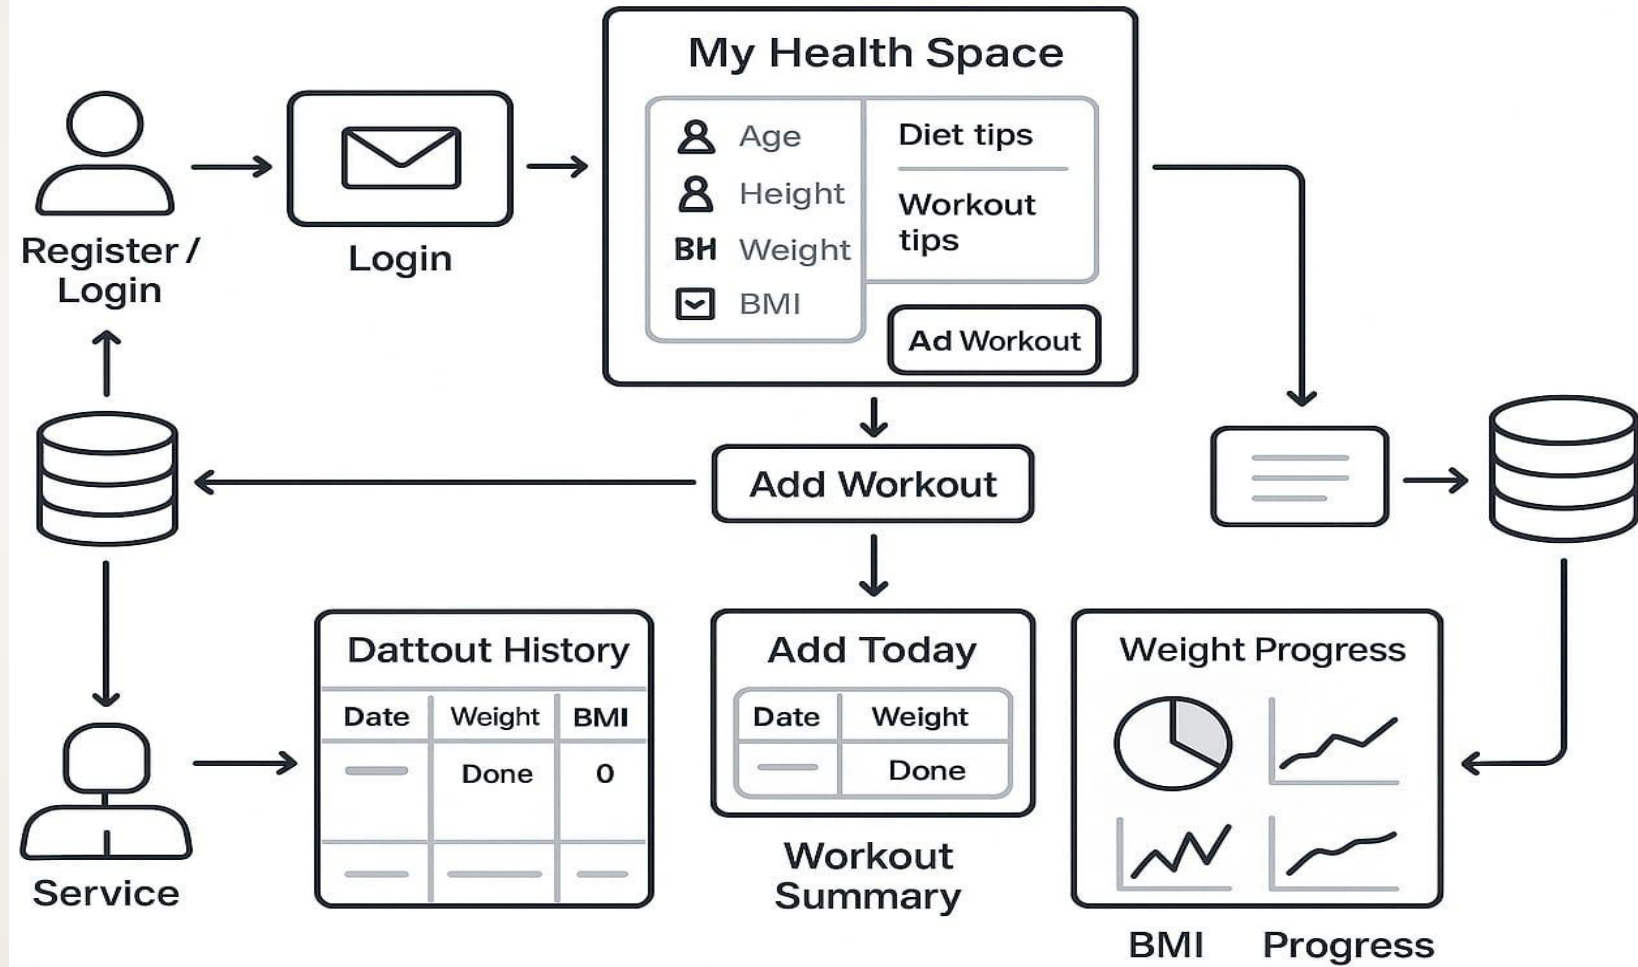 My Health Space
Age
Height
BH Weight
BMI
Diet tips
Workout
tips
Ad Workout
Register /
Login
Login
Add Workout
Dattout History
Date Weight BMI
Done 0
Service
Add Today
Date Weight
Done
Workout
Summary
Weight Progress
BMI Progress